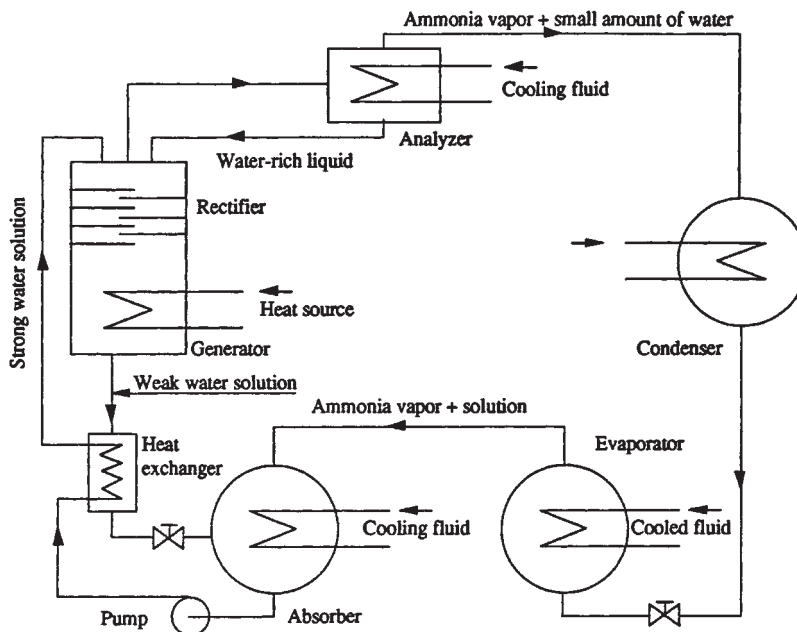 Ammonia vapor + small amount of water
Cooling fluid
Analyzer
Water-rich liquid
Rectifier
Strong water solution
Heat source
Generator
Condenser
Weak water solution
Ammonia vapor + solution
Heat
exchanger
Evaporator
Cooling fluid
Cooled fluid
Pump
Absorber